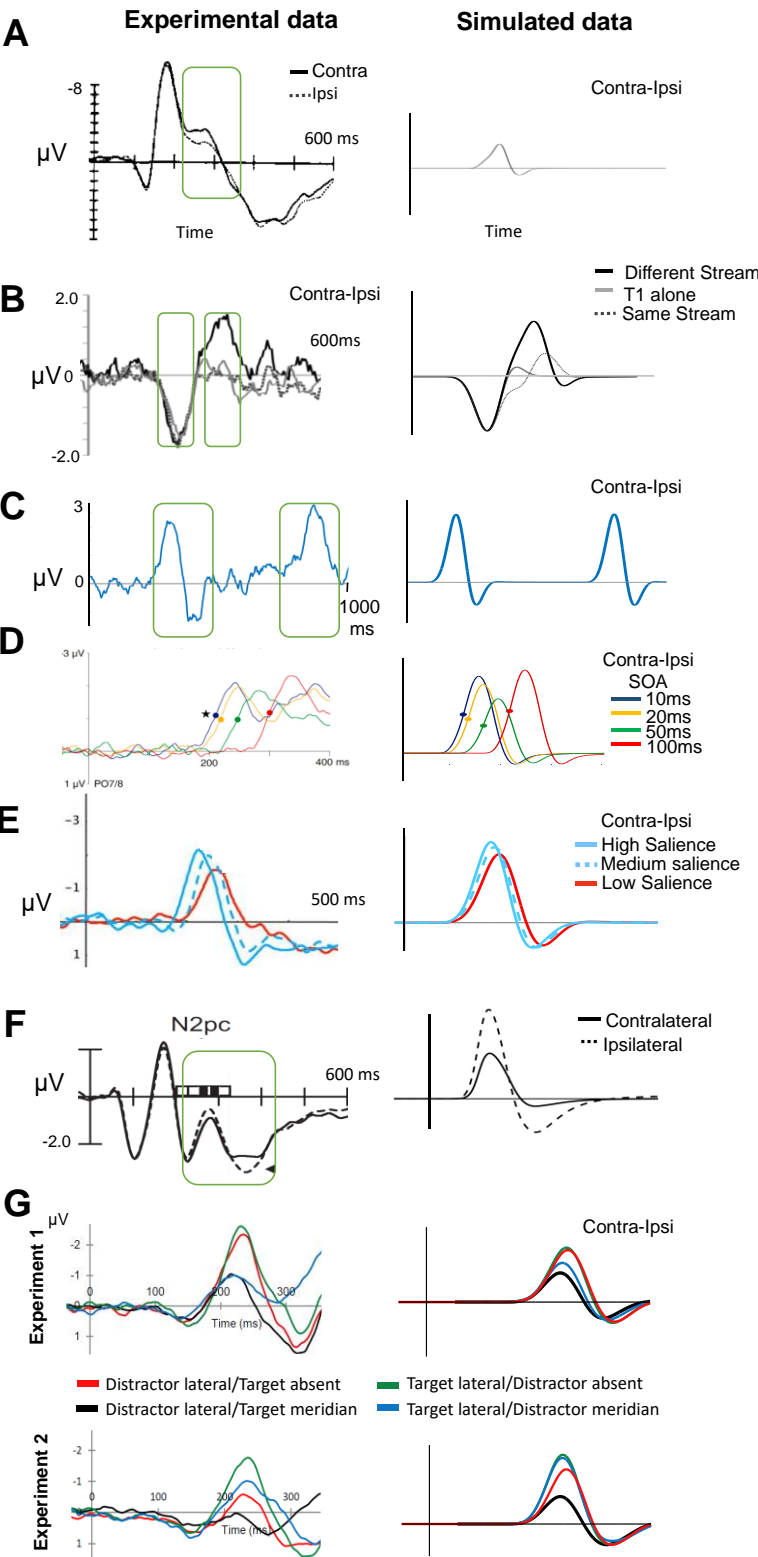 Experimental data
Simulated data
A
-8
Contra
Ipsi
600 ms
µV
Time
Contra-Ipsi
Time
B
2.0
Contra-Ipsi
600ms
µV 0
-2.0
Different Stream
T1 alone
Same Stream
C
3
µV
0
1000
ms
Contra-Ipsi
D
3 µV
200
400 ms
1 µV PO7/8
Contra-Ipsi
SOA
10ms
20ms
50ms
100ms
E
−3
−1
1
µV
500 ms
Contra-Ipsi
High Salience
Medium salience
Low Salience
F
N2pc
µV
600 ms
-2.0
Contralateral
Ipsilateral
G
Experiment 1
µV
-2
-1
1
0
100
200
300
Time (ms)
Contra-Ipsi
Distractor lateral/Target absent
Target lateral/Distractor absent
Distractor lateral/Target meridian
Target lateral/Distractor meridian
Experiment 2
-2
-1
1
0
100
200
300
Time (ms)